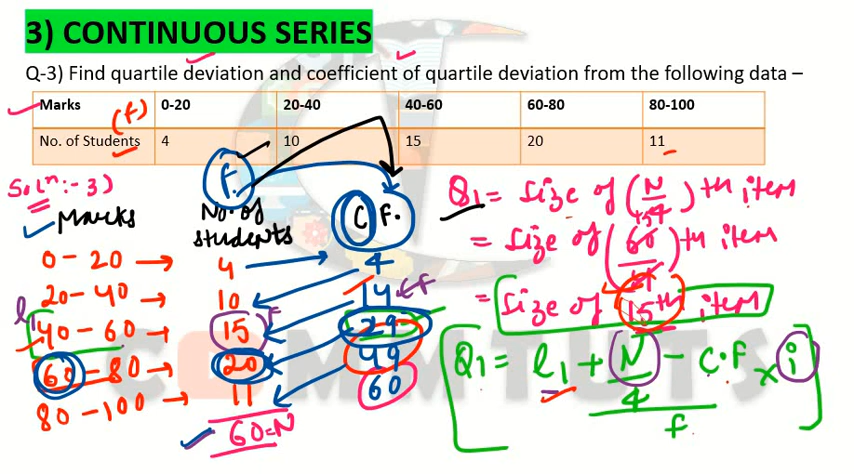 3) CONTINUOUS SERIES
Q-3) Find quartile deviation and coefficient of quartile deviation from the following data –
Marks 0-20 20-40 40-60 60-80 80-100
(f)
No. of Students 4 10 15 20 11
Solⁿ:- 3)
Marks
F.
No. of students
C F.
0-20 → 4 4
20-40 → 10 14 cf
l1 40-60 → 15 29
60-80 → 20 49
80-100 → 11 60
60=N
Q1 = Size of (N/4)th item
= Size of (60/4)th item
= Size of 15th item
Q1 = l1 + N/4 - C.F / f × i
COMMTUTS